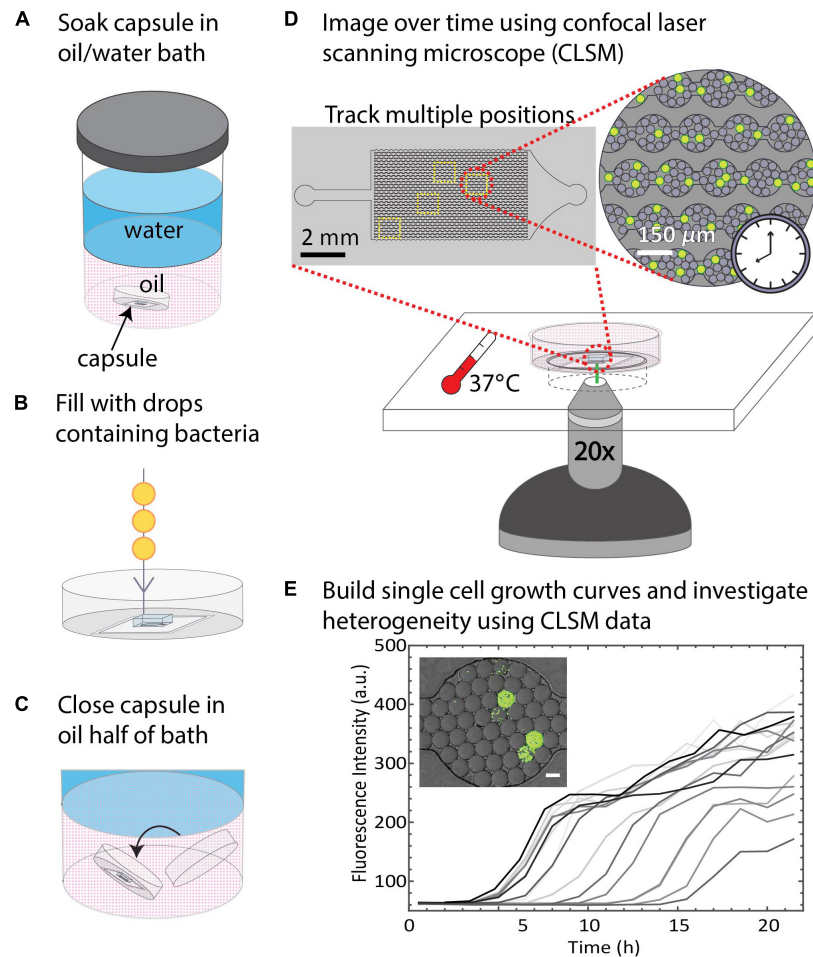 A
Soak capsule in
oil/water bath
water
oil
capsule
B
Fill with drops
containing bacteria
C
Close capsule in
oil half of bath
D
Image over time using confocal laser
scanning microscope (CLSM)
Track multiple positions
2 mm
150 µm
37°C
20x
E
Build single cell growth curves and investigate
heterogeneity using CLSM data
Fluorescence Intensity (a.u.)
500
400
300
200
100
0 5 10 15 20
Time (h)